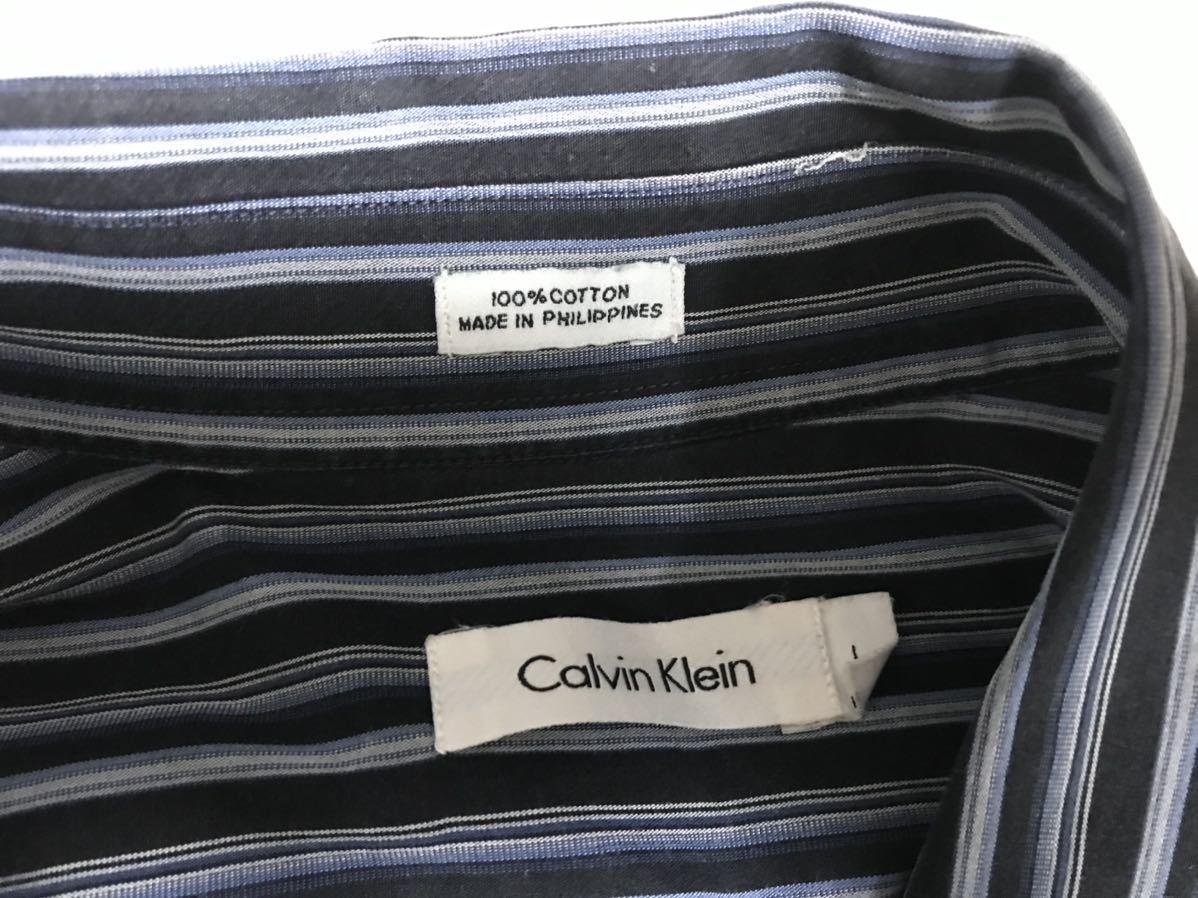 100% COTTON
MADE IN PHILIPPINES
Calvin Klein